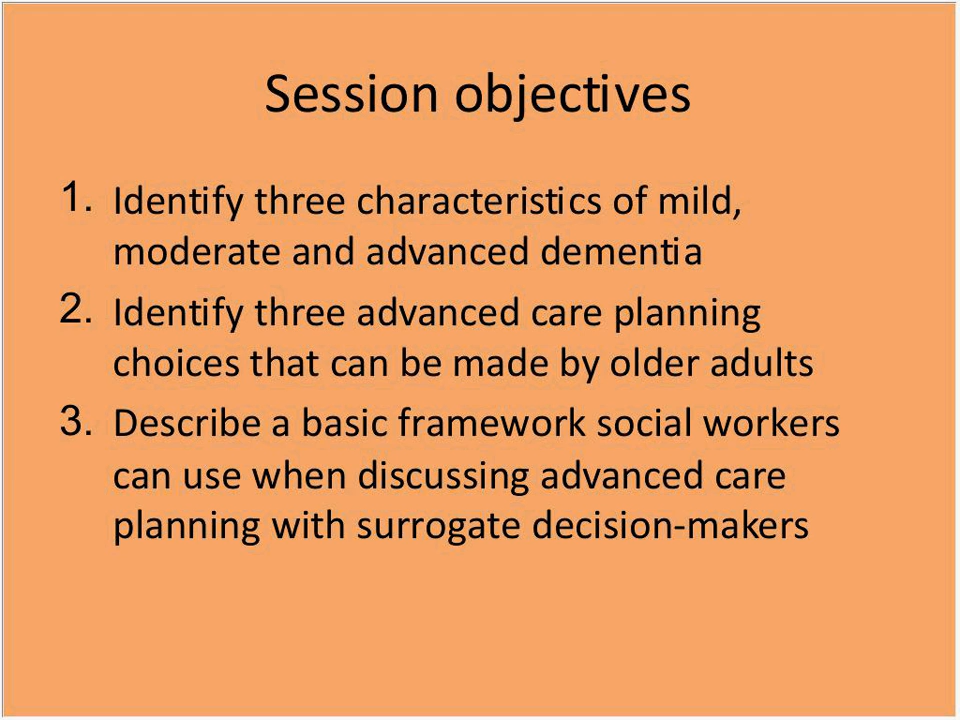 Session objectives
1. Identify three characteristics of mild,
moderate and advanced dementia
2. Identify three advanced care planning
choices that can be made by older adults
3. Describe a basic framework social workers
can use when discussing advanced care
planning with surrogate decision-makers